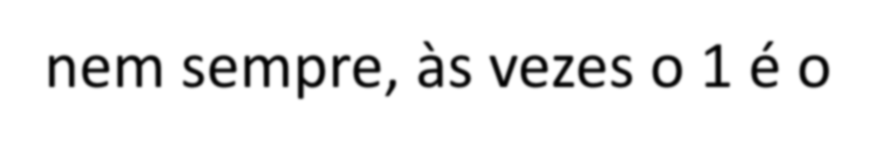 nem sempre, às vezes o 1 é o